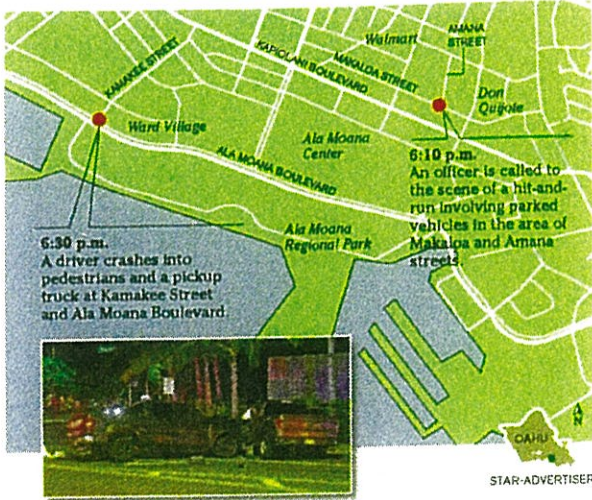 AMANA
STREET
Walmart
KAMAKEE STREET
KAPIOLANI BOULEVARD
MAKALOA STREET
Don
Quijote
Ward Village
Ala Moana
Center
ALA MOANA BOULEVARD
6:10 p.m.
An officer is called to
the scene of a hit-and-
run involving parked
vehicles in the area of
Makaloa and Amana
streets.
Ala Moana
Regional Park
6:30 p.m.
A driver crashes into
pedestrians and a pickup
truck at Kamakee Street
and Ala Moana Boulevard.
N
OAHU
STAR-ADVERTISER